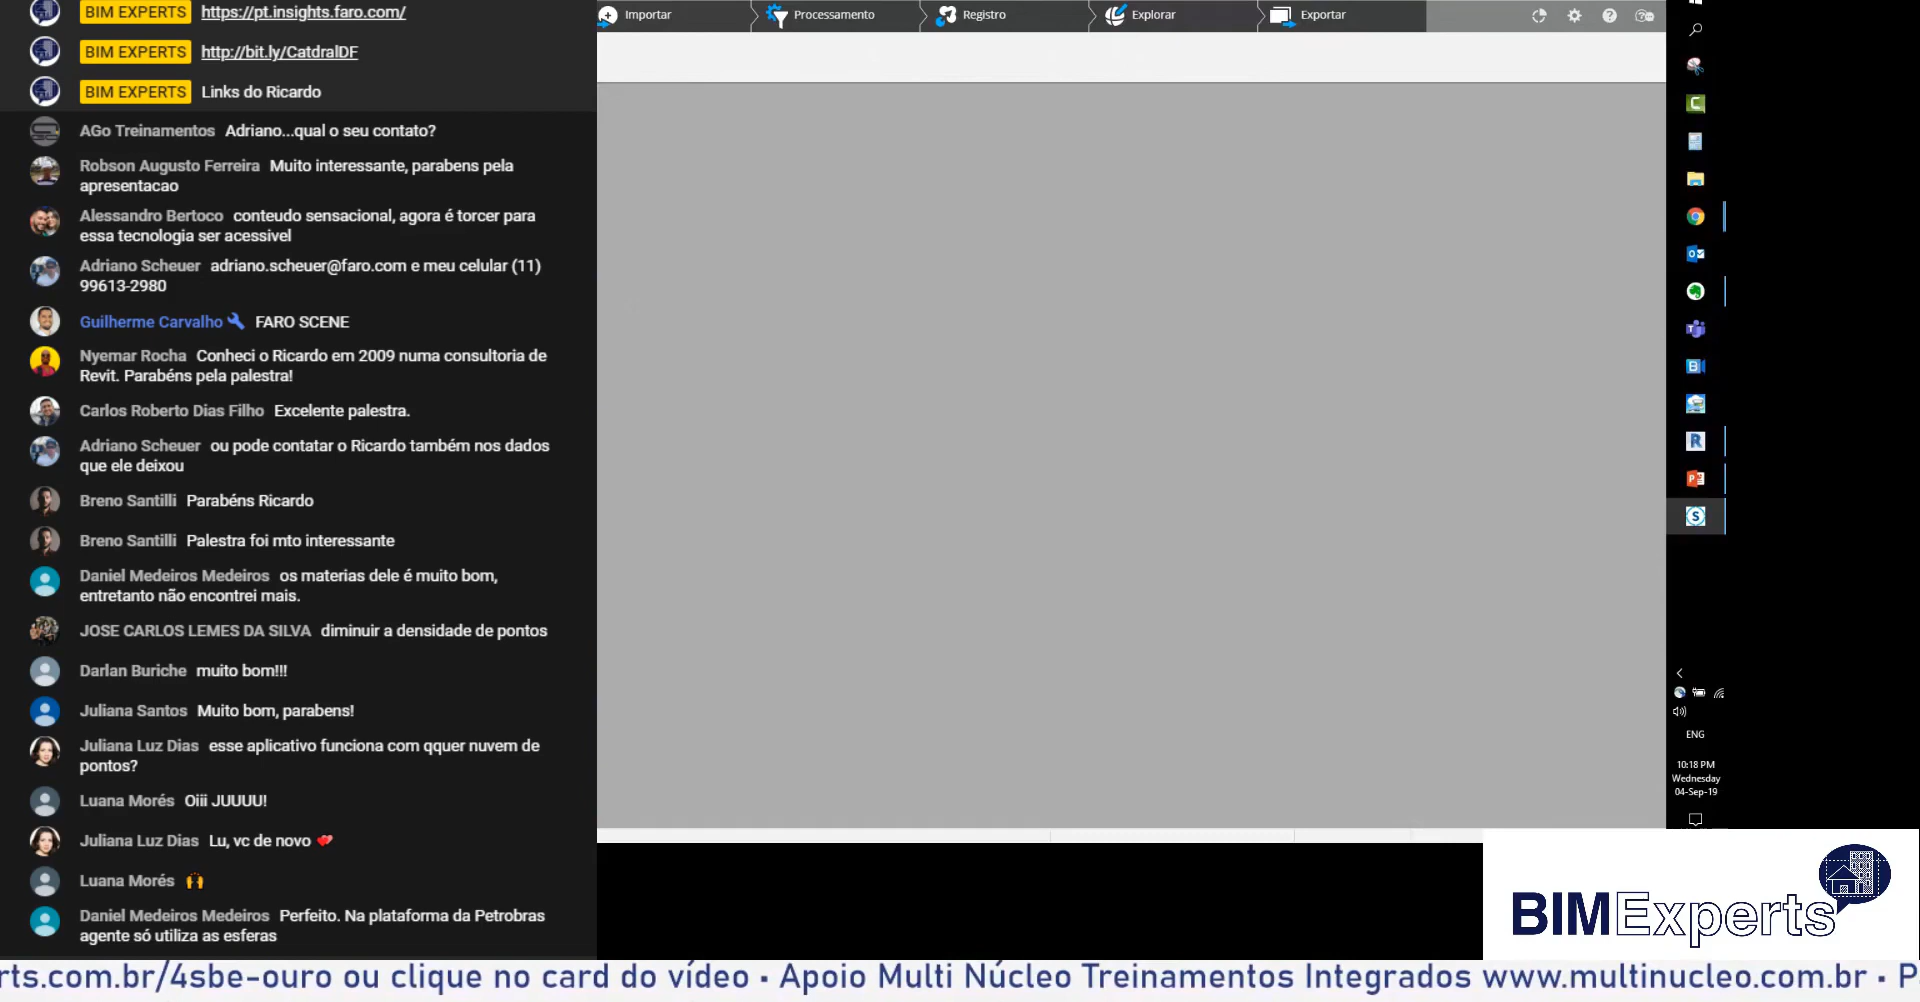 BIM EXPERTS https://pt.insights.faro.com/
BIM EXPERTS http://bit.ly/CatdralDF
BIM EXPERTS Links do Ricardo
AGo Treinamentos Adriano...qual o seu contato?
Robson Augusto Ferreira Muito interessante, parabens pela
apresentacao
Alessandro Bertoco conteudo sensacional, agora é torcer para
essa tecnologia ser acessivel
Adriano Scheuer adriano.scheuer@faro.com e meu celular (11)
99613-2980
Guilherme Carvalho FARO SCENE
Nyemar Rocha Conheci o Ricardo em 2009 numa consultoria de
Revit. Parabéns pela palestra!
Carlos Roberto Dias Filho Excelente palestra.
Adriano Scheuer ou pode contatar o Ricardo também nos dados
que ele deixou
Breno Santilli Parabéns Ricardo
Breno Santilli Palestra foi mto interessante
Daniel Medeiros Medeiros os materias dele é muito bom,
entretanto não encontrei mais.
JOSE CARLOS LEMES DA SILVA diminuir a densidade de pontos
Darlan Buriche muito bom!!!
Juliana Santos Muito bom, parabens!
Juliana Luz Dias esse aplicativo funciona com qquer nuvem de
pontos?
Luana Morés Oiii JUUUU!
Juliana Luz Dias Lu, vc de novo 💕
Luana Morés 🙌
Daniel Medeiros Medeiros Perfeito. Na plataforma da Petrobras
agente só utiliza as esferas
Importar Processamento Registro Explorar Exportar
ENG
10:18 PM
Wednesday
04-Sep-19
BIMExperts
rts.com.br/4sbe-ouro ou clique no card do vídeo • Apoio Multi Núcleo Treinamentos Integrados www.multinucleo.com.br • P